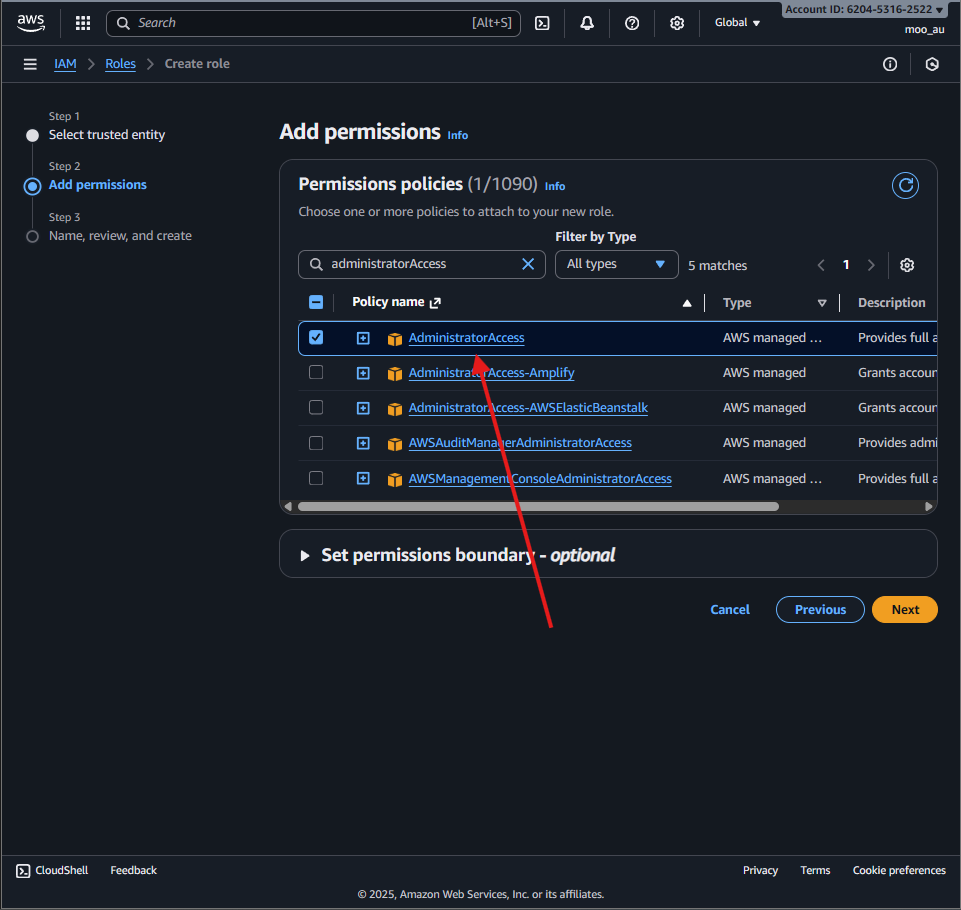 aws
Search [Alt+S]
Global
Account ID: 6204-5316-2522
moo_au
IAM Roles Create role
Step 1
Select trusted entity
Step 2
Add permissions
Step 3
Name, review, and create
Add permissions Info
Permissions policies (1/1090) Info
Choose one or more policies to attach to your new role.
Filter by Type
administratorAccess All types 5 matches 1
Policy name Type Description
AdministratorAccess AWS managed ... Provides full a
AdministratorAccess-Amplify AWS managed Grants accoun
AdministratorAccess-AWSElasticBeanstalk AWS managed Grants accoun
AWSAuditManagerAdministratorAccess AWS managed Provides admi
AWSManagementConsoleAdministratorAccess AWS managed ... Provides full a
Set permissions boundary - optional
Cancel Previous Next
CloudShell Feedback Privacy Terms Cookie preferences
© 2025, Amazon Web Services, Inc. or its affiliates.